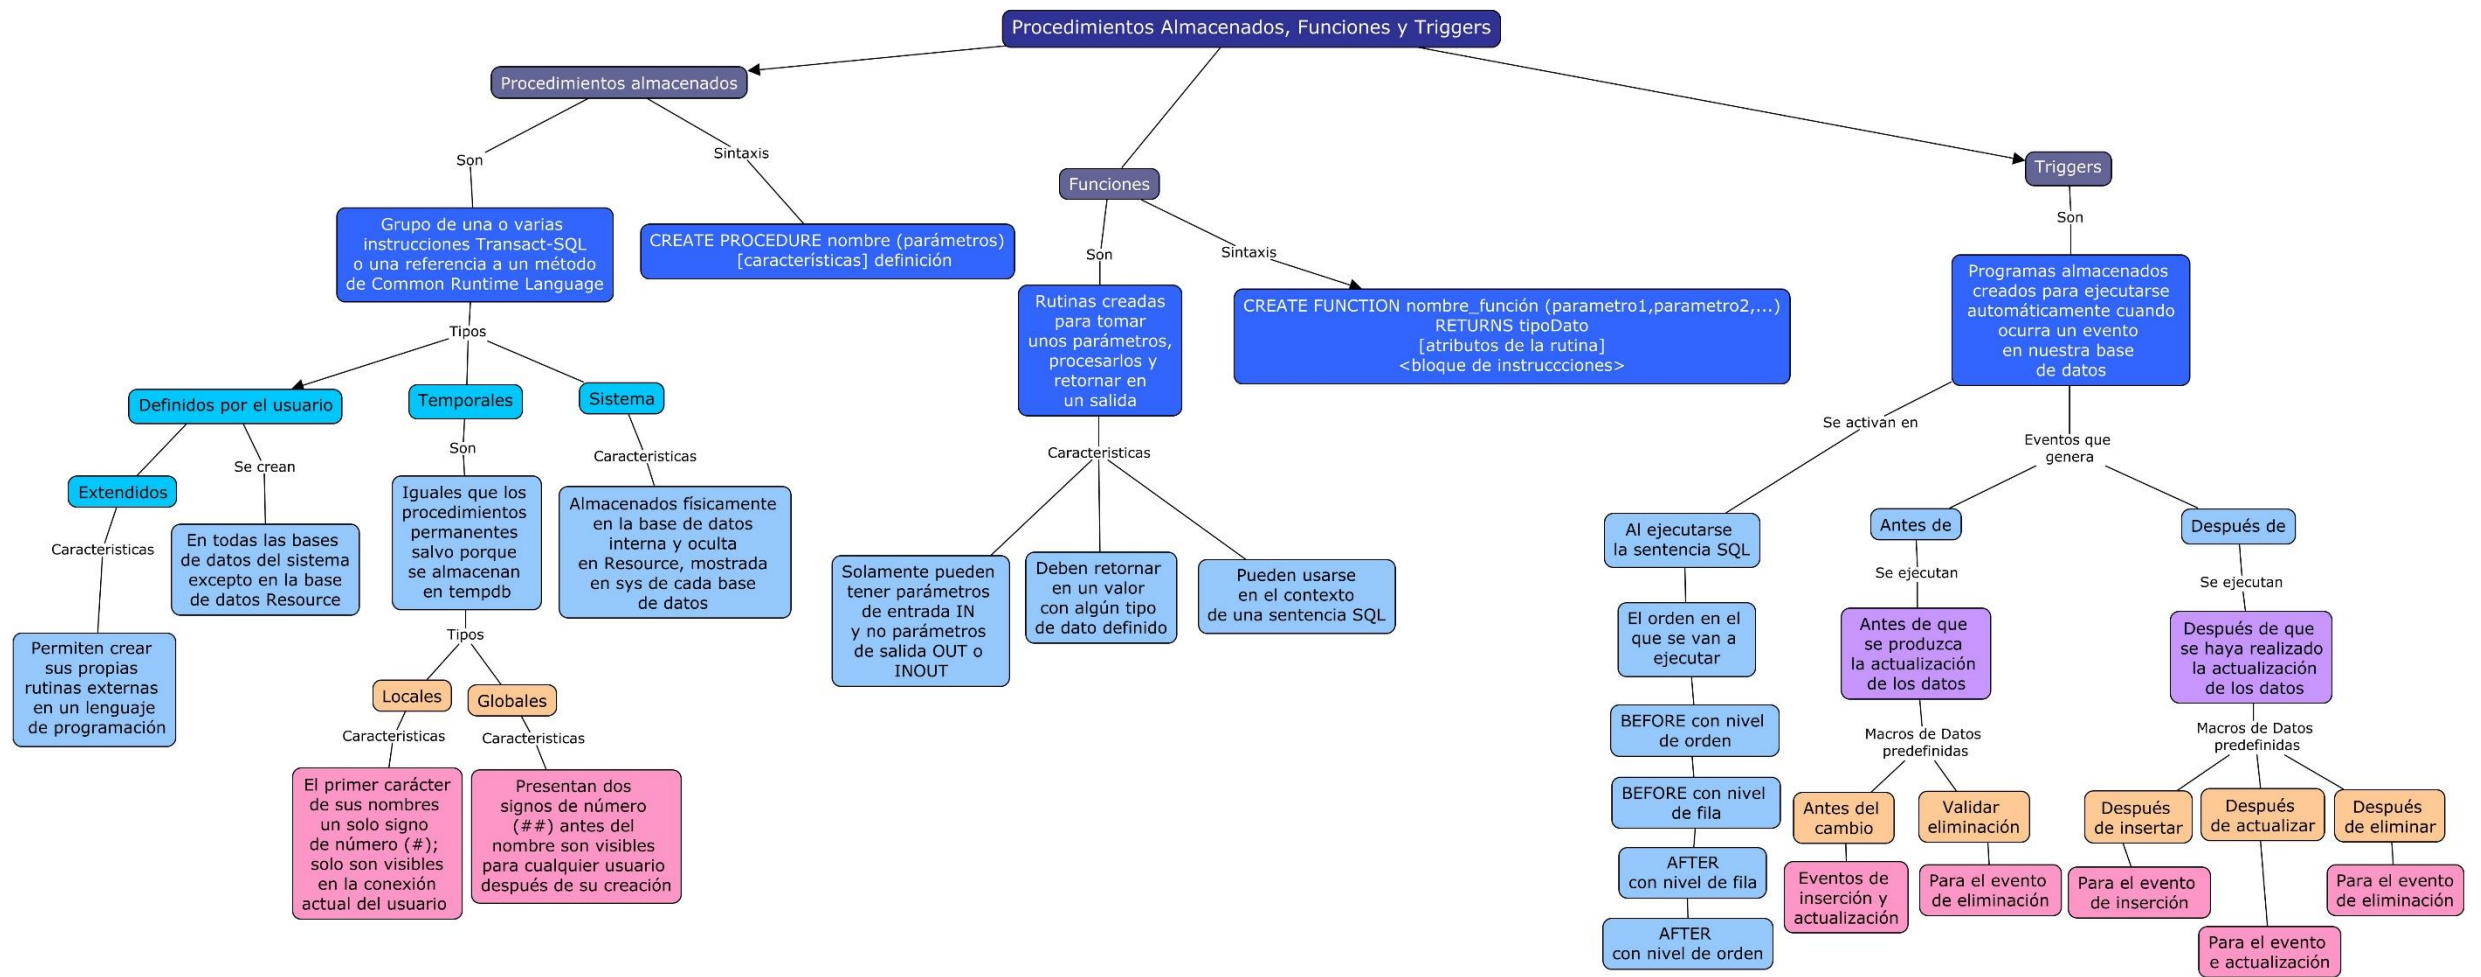 Procedimientos Almacenados, Funciones y Triggers
Procedimientos almacenados
Son
Sintaxis
Grupo de una o varias
instrucciones Transact-SQL
o una referencia a un método
de Common Runtime Language
CREATE PROCEDURE nombre (parámetros)
[características] definición
Tipos
Definidos por el usuario
Temporales
Sistema
Se crean
Son
Caracteristicas
Extendidos
Caracteristicas
En todas las bases
de datos del sistema
excepto en la base
de datos Resource
Iguales que los
procedimientos
permanentes
salvo porque
se almacenan
en tempdb
Almacenados físicamente
en la base de datos
interna y oculta
en Resource, mostrada
en sys de cada base
de datos
Permiten crear
sus propias
rutinas externas
en un lenguaje
de programación
Tipos
Locales
Globales
Caracteristicas
Caracteristicas
El primer carácter
de sus nombres
un solo signo
de número (#);
solo son visibles
en la conexión
actual del usuario
Presentan dos
signos de número
(##) antes del
nombre son visibles
para cualquier usuario
después de su creación
Funciones
Son
Sintaxis
Rutinas creadas
para tomar
unos parámetros,
procesarlos y
retornar en
un salida
CREATE FUNCTION nombre_función (parametro1,parametro2,...)
RETURNS tipoDato
[atributos de la rutina]
<bloque de instruccciones>
Caracteristicas
Solamente pueden
tener parámetros
de entrada IN
y no parámetros
de salida OUT o
INOUT
Deben retornar
en un valor
con algún tipo
de dato definido
Pueden usarse
en el contexto
de una sentencia SQL
Triggers
Son
Programas almacenados
creados para ejecutarse
automáticamente cuando
ocurra un evento
en nuestra base
de datos
Se activan en
Eventos que
genera
Al ejecutarse
la sentencia SQL
El orden en el
que se van a
ejecutar
BEFORE con nivel
de orden
BEFORE con nivel
de fila
AFTER
con nivel de fila
AFTER
con nivel de orden
Antes de
Se ejecutan
Antes de que
se produzca
la actualización
de los datos
Macros de Datos
predefinidas
Antes del
cambio
Validar
eliminación
Eventos de
inserción y
actualización
Para el evento
de eliminación
Después de
Se ejecutan
Después de que
se haya realizado
la actualización
de los datos
Macros de Datos
predefinidas
Después
de insertar
Después
de actualizar
Después
de eliminar
Para el evento
de inserción
Para el evento
e actualización
Para el evento
de eliminación